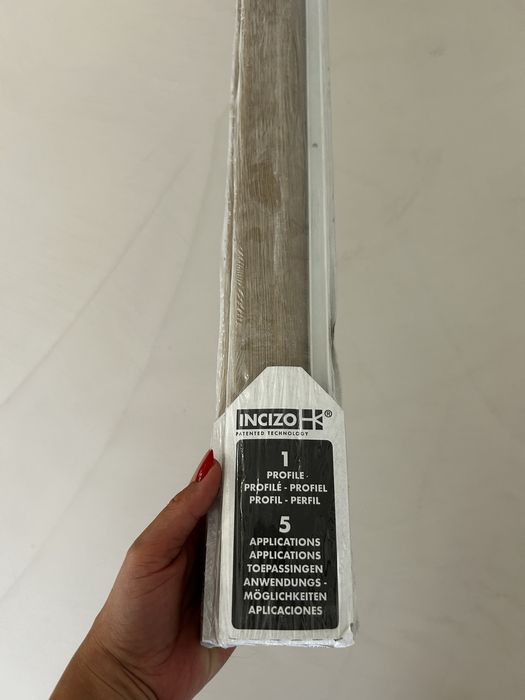 INCIZO ®
PATENTED TECHNOLOGY
1
PROFILE
PROFILÉ - PROFIEL
PROFIL - PERFIL
5
APPLICATIONS
APPLICATIONS
TOEPASSINGEN
ANWENDUNGS -
MÖGLICHKEITEN
APLICACIONES